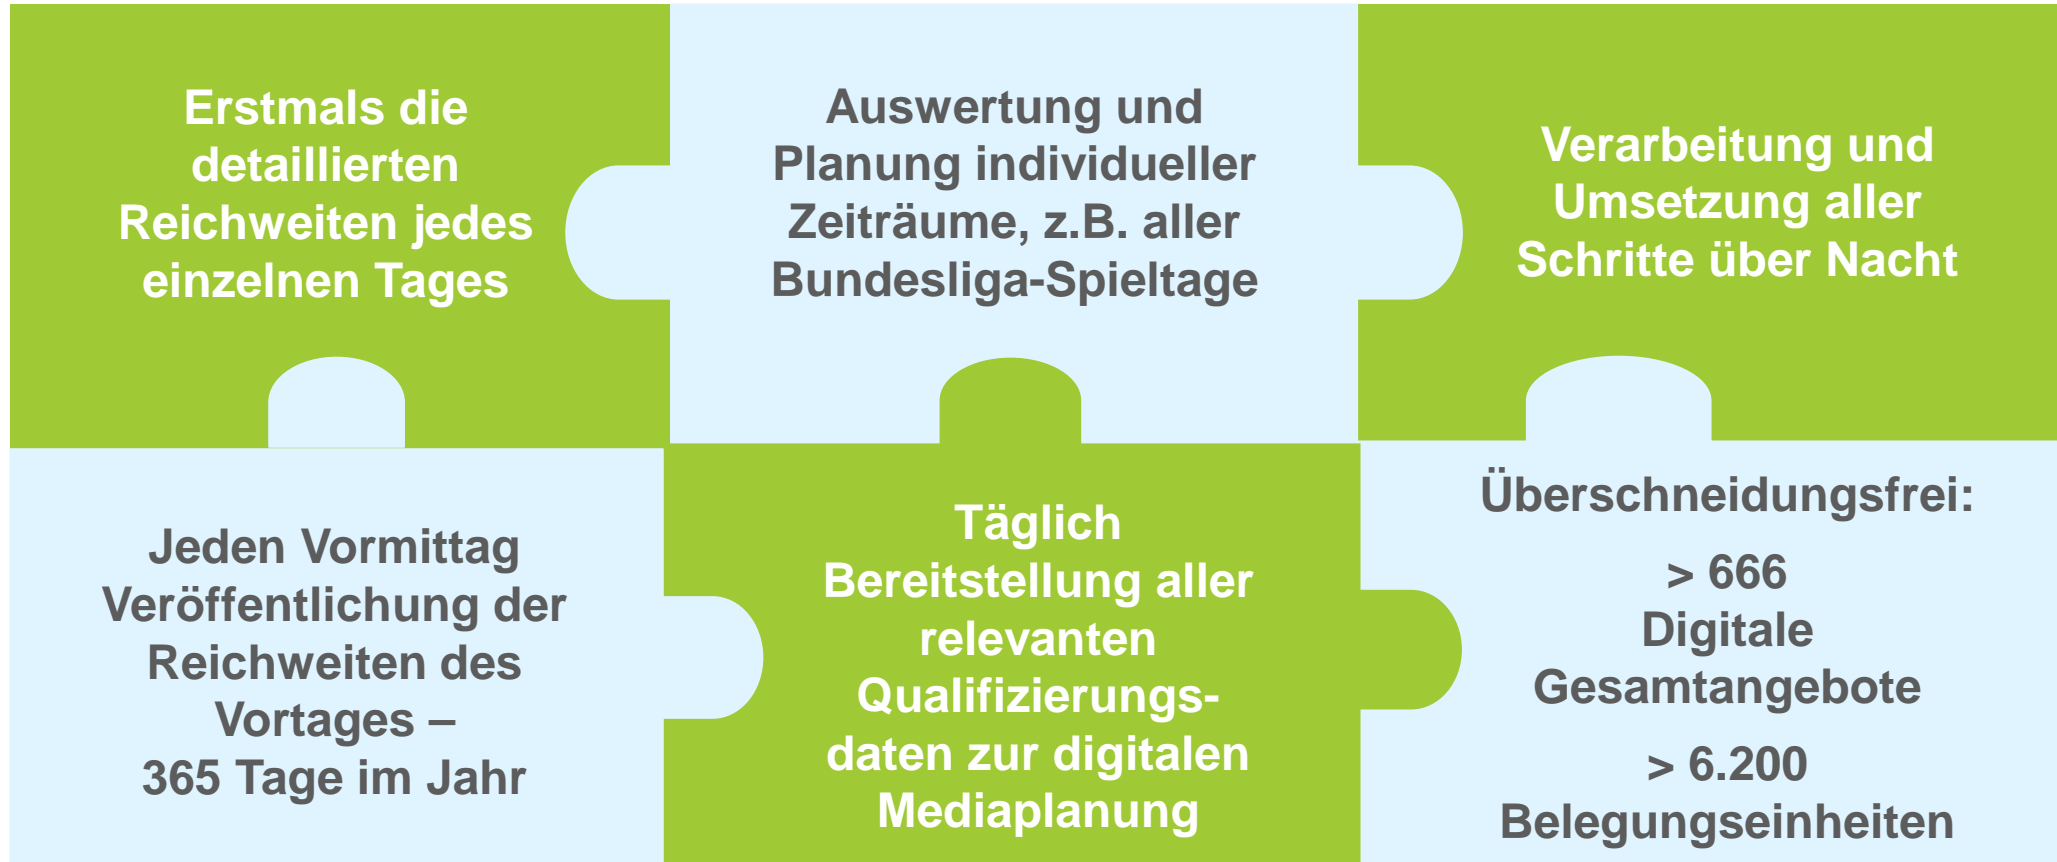 Erstmals die
detaillierten
Reichweiten jedes
einzelnen Tages
Auswertung und
Planung individueller
Zeiträume, z.B. aller
Bundesliga-Spieltage
Verarbeitung und
Umsetzung aller
Schritte über Nacht
Jeden Vormittag
Veröffentlichung der
Reichweiten des
Vortages –
365 Tage im Jahr
Täglich
Bereitstellung aller
relevanten
Qualifizierungs-
daten zur digitalen
Mediaplanung
Überschneidungsfrei:
> 666
Digitale
Gesamtangebote
> 6.200
Belegungseinheiten